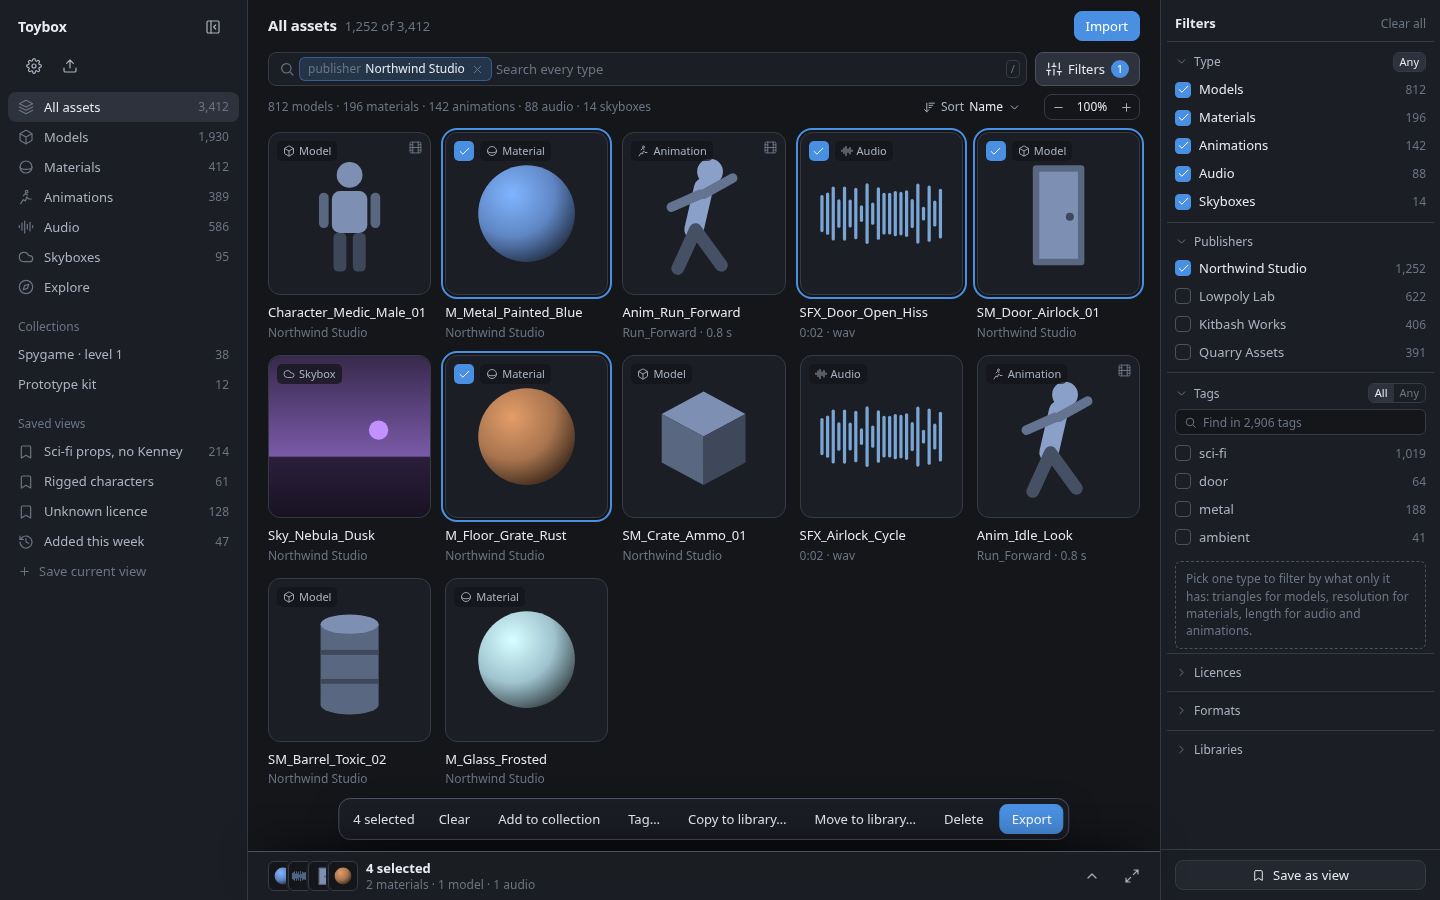 Toybox
All assets 3,412
Models 1,930
Materials 412
Animations 389
Audio 586
Skyboxes 95
Explore
Collections
Spygame · level 1 38
Prototype kit 12
Saved views
Sci-fi props, no Kenney 214
Rigged characters 61
Unknown licence 128
Added this week 47
Save current view
All assets 1,252 of 3,412
Import
publisher Northwind Studio Search every type /
Filters 1
812 models · 196 materials · 142 animations · 88 audio · 14 skyboxes
Sort Name
100%
Model
Character_Medic_Male_01
Northwind Studio
Material
M_Metal_Painted_Blue
Northwind Studio
Animation
Anim_Run_Forward
Run_Forward · 0.8 s
Audio
SFX_Door_Open_Hiss
0:02 · wav
Model
SM_Door_Airlock_01
Northwind Studio
Skybox
Sky_Nebula_Dusk
Northwind Studio
Material
M_Floor_Grate_Rust
Northwind Studio
Model
SM_Crate_Ammo_01
Northwind Studio
Audio
SFX_Airlock_Cycle
0:02 · wav
Animation
Anim_Idle_Look
Run_Forward · 0.8 s
Model
SM_Barrel_Toxic_02
Northwind Studio
Material
M_Glass_Frosted
Northwind Studio
4 selected Clear Add to collection Tag... Copy to library... Move to library... Delete Export
4 selected
2 materials · 1 model · 1 audio
Filters Clear all
Type Any
Models 812
Materials 196
Animations 142
Audio 88
Skyboxes 14
Publishers
Northwind Studio 1,252
Lowpoly Lab 622
Kitbash Works 406
Quarry Assets 391
Tags All Any
Find in 2,906 tags
sci-fi 1,019
door 64
metal 188
ambient 41
Pick one type to filter by what only it
has: triangles for models, resolution for
materials, length for audio and
animations.
Licences
Formats
Libraries
Save as view